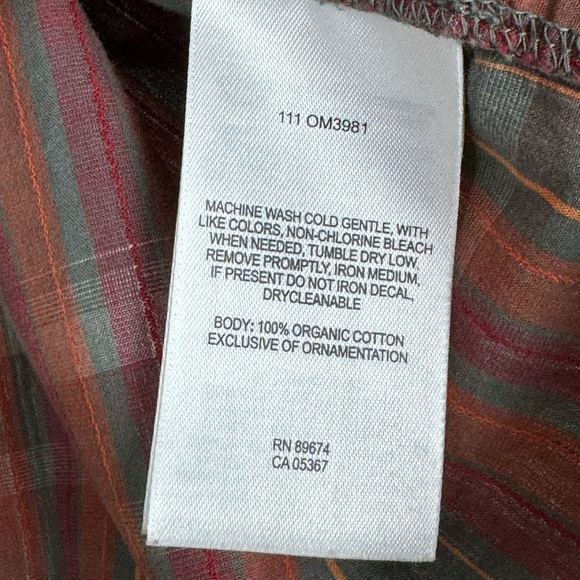 111 OM3981
MACHINE WASH COLD GENTLE, WITH
LIKE COLORS, NON-CHLORINE BLEACH
WHEN NEEDED, TUMBLE DRY LOW,
REMOVE PROMPTLY, IRON MEDIUM,
IF PRESENT DO NOT IRON DECAL,
DRYCLEANABLE
BODY: 100% ORGANIC COTTON
EXCLUSIVE OF ORNAMENTATION
RN 89674
CA 05367